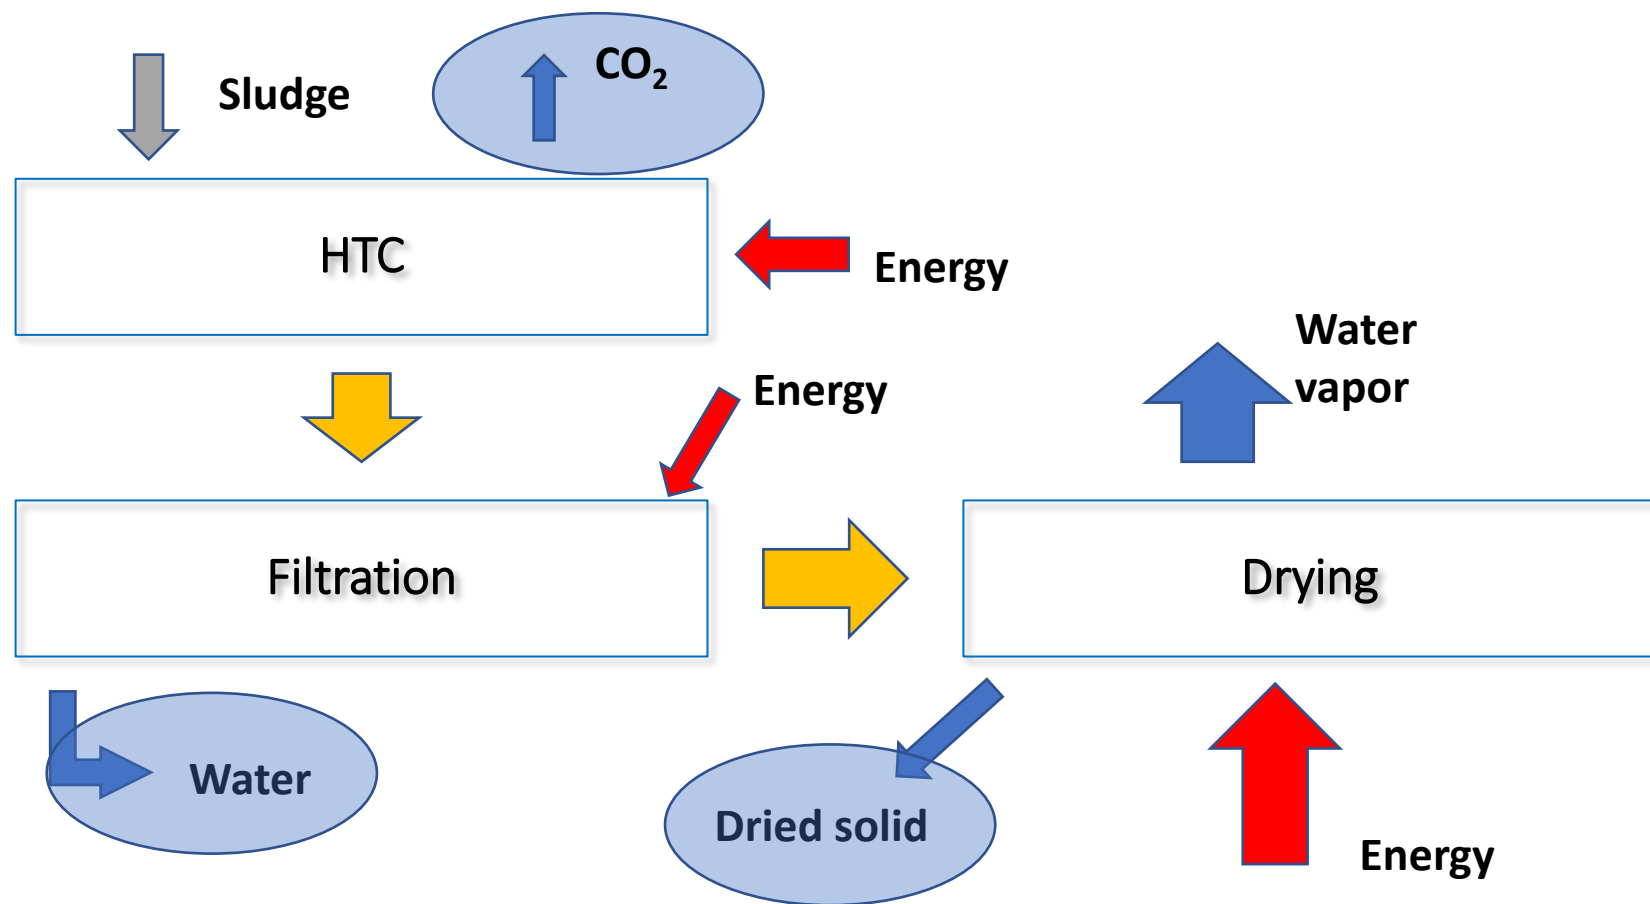 Sludge
CO₂
HTC
Energy
Water
vapor
Energy
Filtration
Drying
Water
Dried solid
Energy